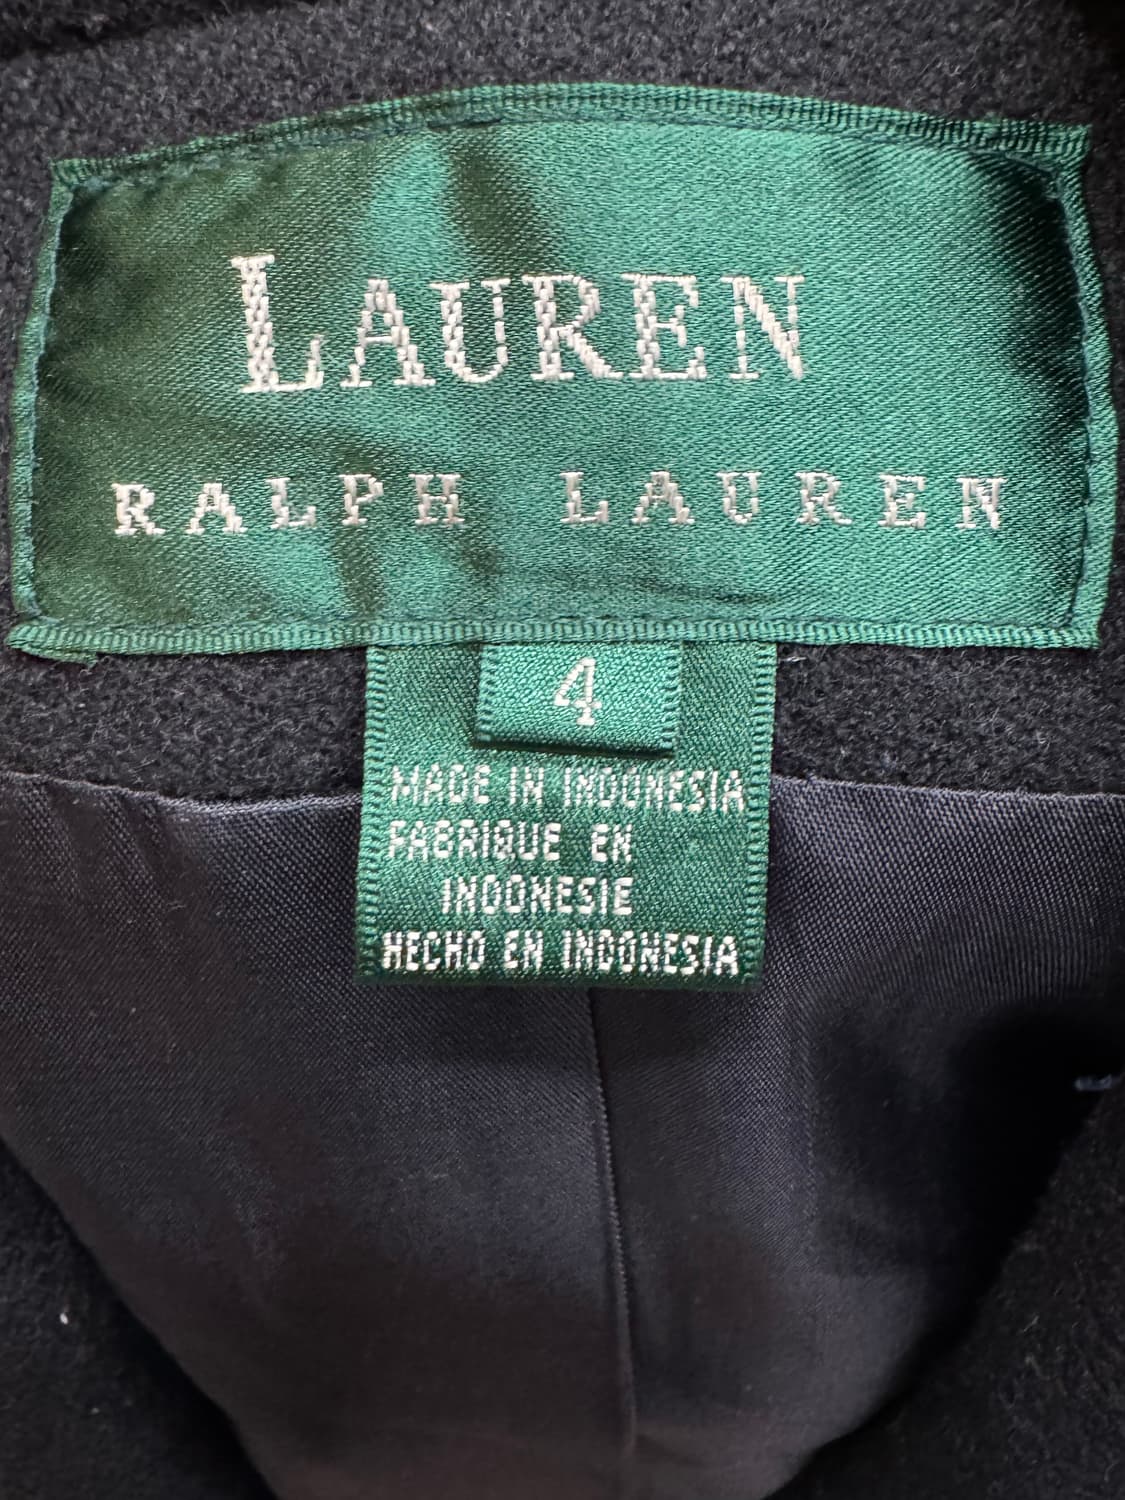 LAUREN
RALPH LAUREN
4
MADE IN INDONESIA
FABRIQUE EN
INDONESIE
HECHO EN INDONESIA